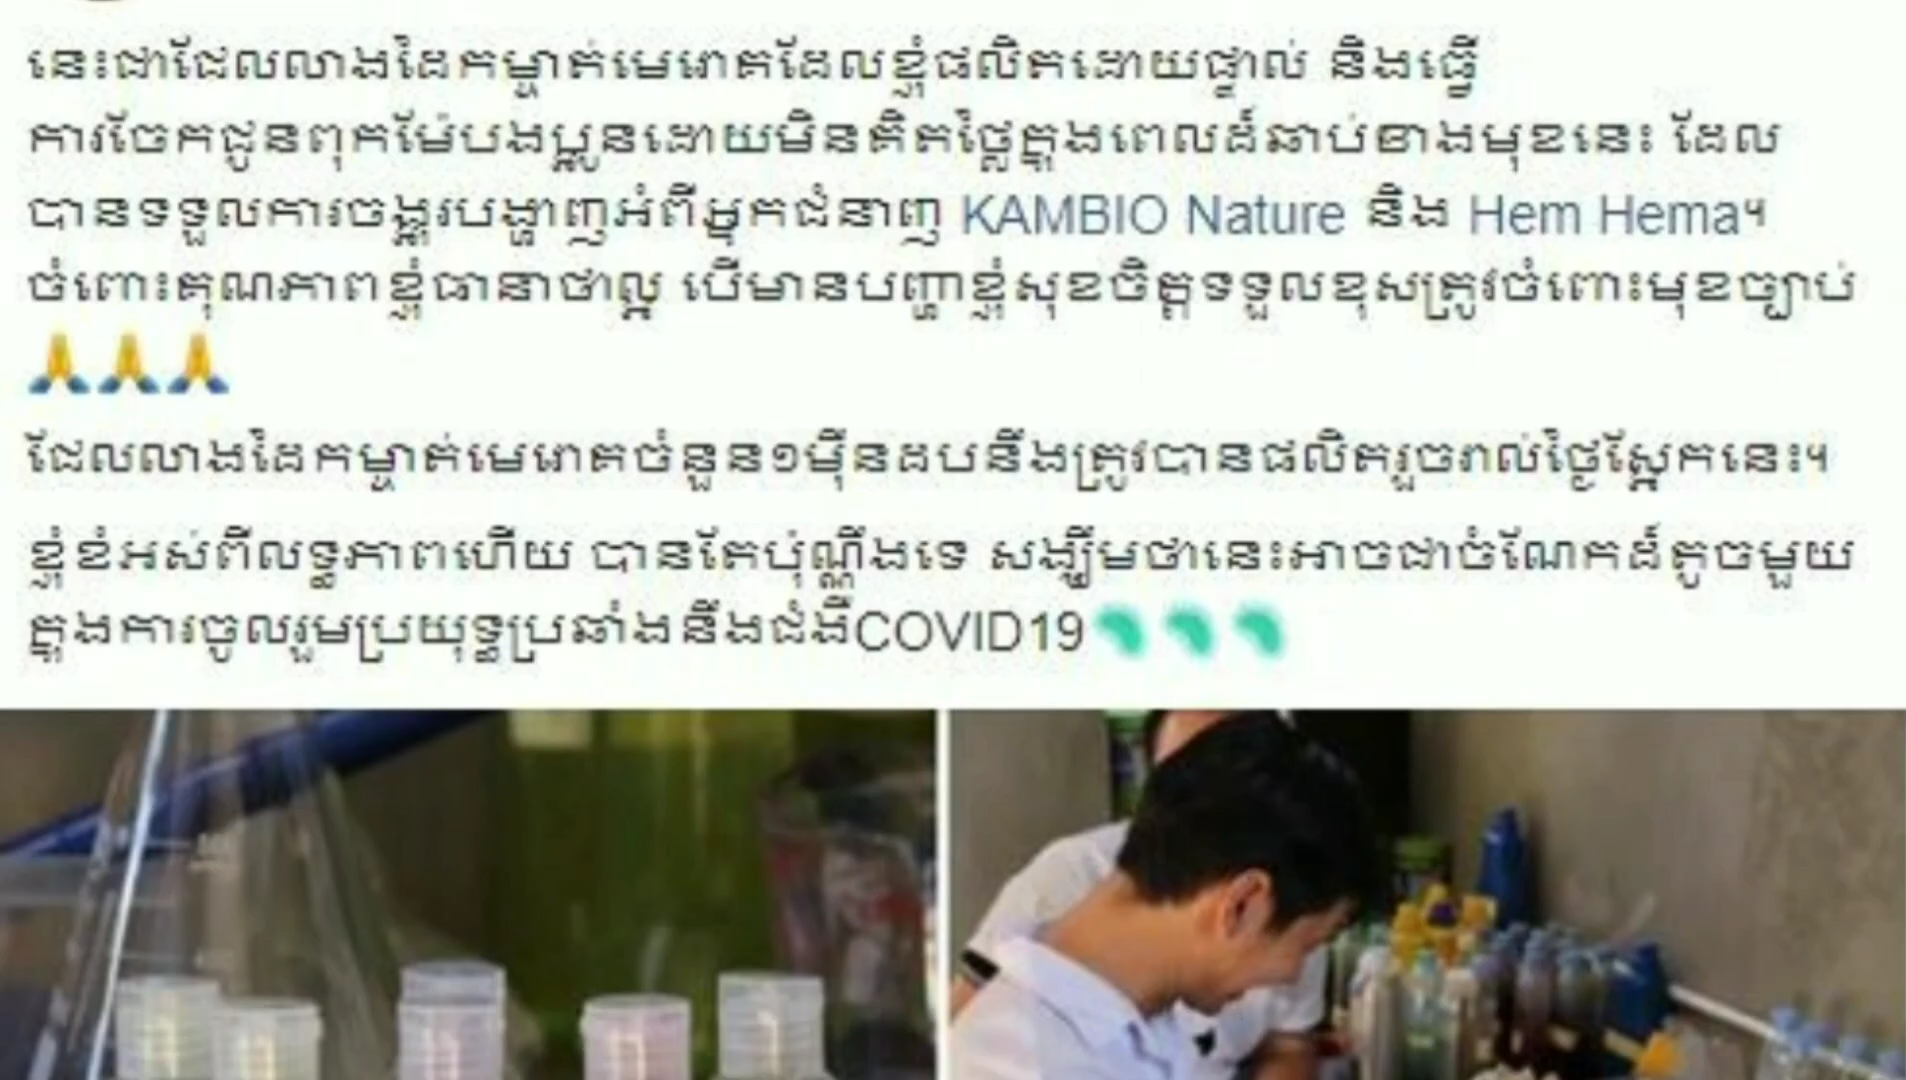 នេះជាជែលលាងដៃកម្ចាត់មេរោគដែលខ្ញុំផលិតដោយផ្ទាល់ និងធ្វើ
ការចែកជូនពុកម៉ែបងប្អូនដោយមិនគិតថ្លៃក្នុងពេលដ៏ឆាប់ខាងមុខនេះ ដែល
បានទទួលការចង្អុរបង្ហាញអំពីអ្នកជំនាញ KAMBIO Nature និង Hem Hema។
ចំពោះគុណភាពខ្ញុំធានាថាល្អ បើមានបញ្ហាខ្ញុំសុខចិត្តទទួលខុសត្រូវចំពោះមុខច្បាប់
🙏🙏🙏
ជែលលាងដៃកម្ចាត់មេរោគចំនួន១ម៉ឺនដបនឹងត្រូវបានផលិតរួចរាល់ថ្ងៃស្អែកនេះ។
ខ្ញុំខំអស់ពីលទ្ធភាពហើយ បានតែប៉ុណ្ណឹងទេ សង្ឃឹមថានេះអាចជាចំណែកដ៏តូចមួយ
ក្នុងការចូលរួមប្រយុទ្ធប្រឆាំងនឹងជំងឺCOVID19